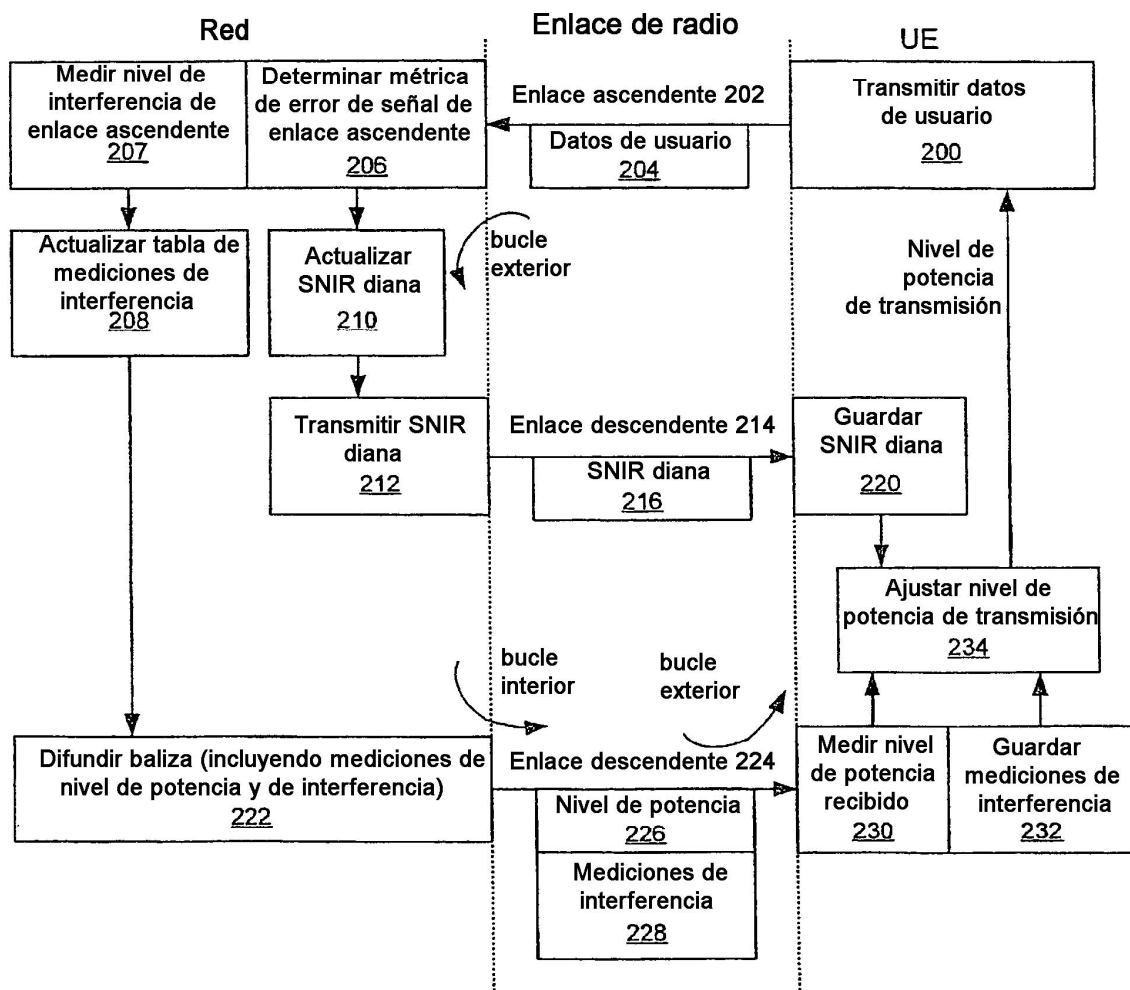 Red
Enlace de radio
UE
Medir nivel de
interferencia de
enlace ascendente
207
Determinar métrica
de error de señal de
enlace ascendente
206
Enlace ascendente 202
Datos de usuario
204
Transmitir datos
de usuario
200
Actualizar tabla de
mediciones de
interferencia
208
Actualizar
SNIR diana
210
bucle
exterior
Nivel de
potencia
de transmisión
Transmitir SNIR
diana
212
Enlace descendente 214
SNIR diana
216
Guardar
SNIR diana
220
Ajustar nivel de
potencia de transmisión
234
bucle
interior
bucle
exterior
Difundir baliza (incluyendo mediciones de
nivel de potencia y de interferencia)
222
Enlace descendente 224
Nivel de potencia
226
Mediciones de
interferencia
228
Medir nivel
de potencia
recibido
230
Guardar
mediciones de
interferencia
232